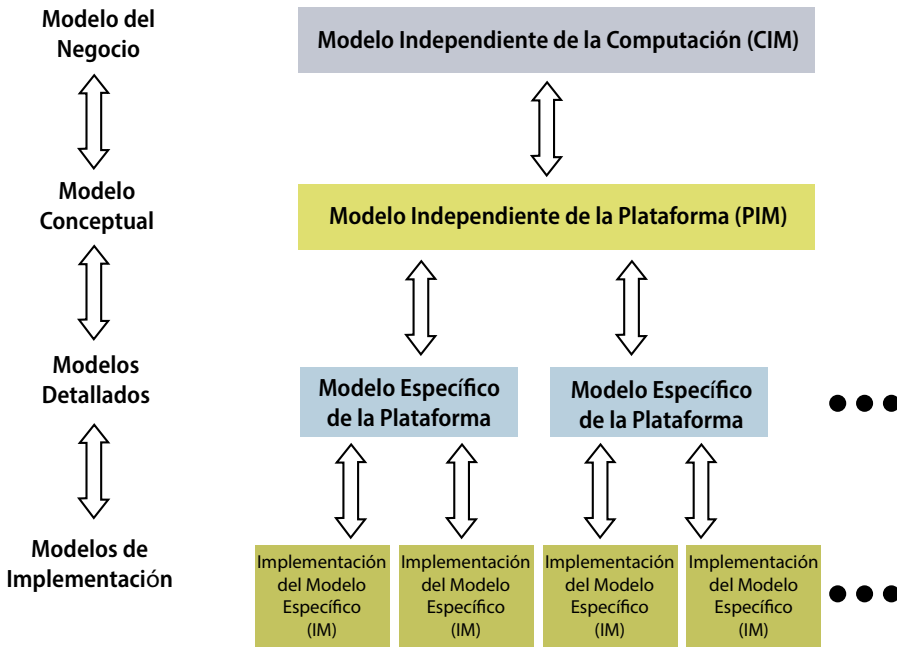 Modelo del
Negocio
Modelo Independiente de la Computación (CIM)
Modelo
Conceptual
Modelo Independiente de la Plataforma (PIM)
Modelos
Detallados
Modelo Específico
de la Plataforma
Modelo Específico
de la Plataforma
Modelos de
Implementación
Implementación
del Modelo
Específico
(IM)
Implementación
del Modelo
Específico
(IM)
Implementación
del Modelo
Específico
(IM)
Implementación
del Modelo
Específico
(IM)